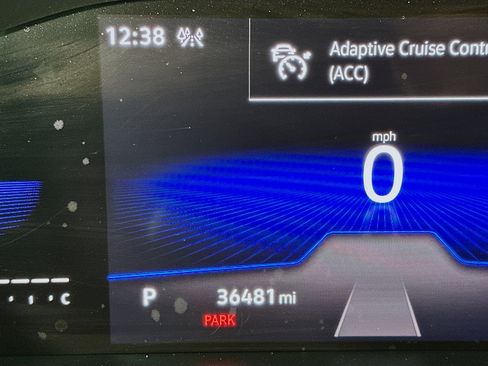 12:38
Adaptive Cruise Contr
(ACC)
mph
0
C
P
36481 mi
PARK